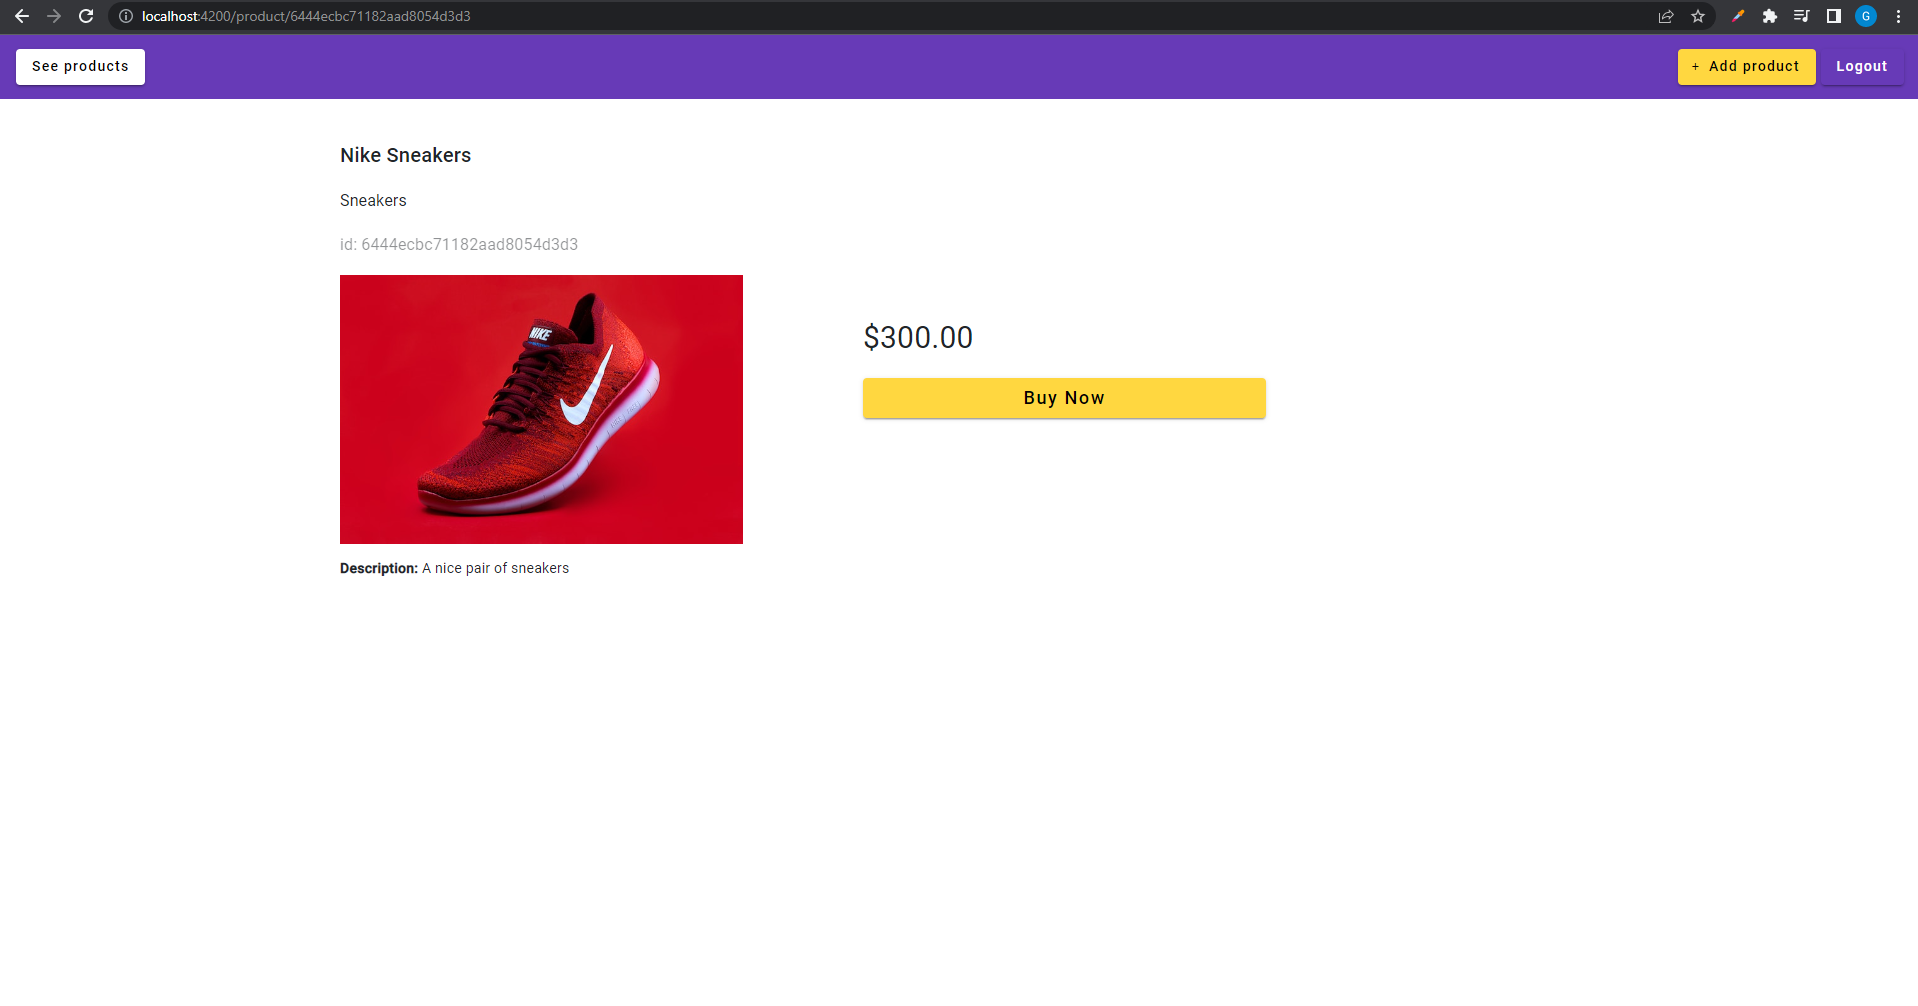 localhost:4200/product/6444ecbc71182aad8054d3d3
G
See products
+ Add product
Logout
Nike Sneakers
Sneakers
id: 6444ecbc71182aad8054d3d3
NIKE
$300.00
Buy Now
Description: A nice pair of sneakers